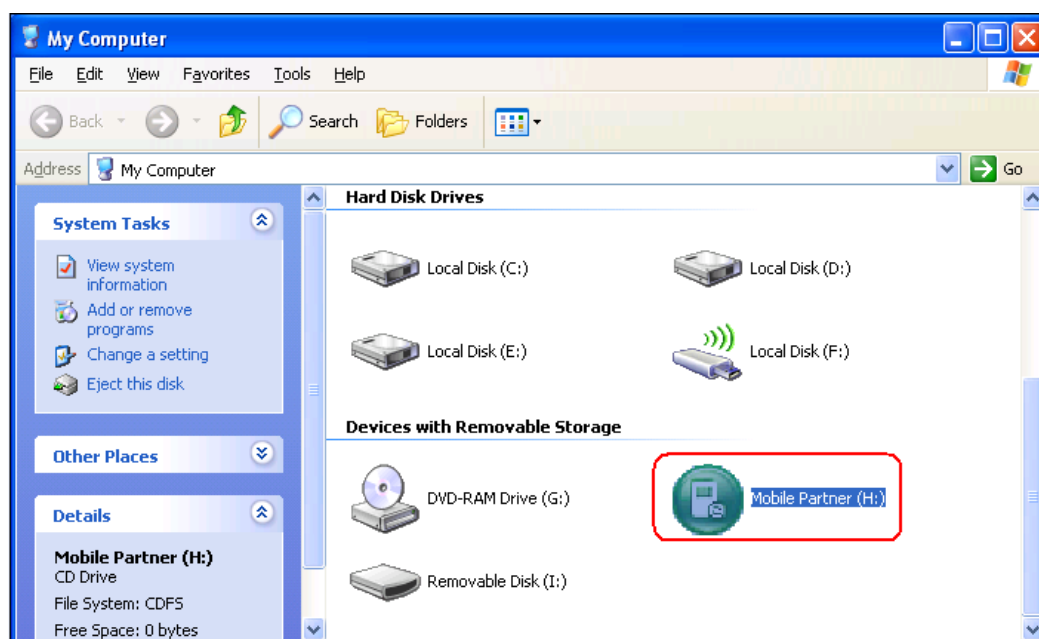 My Computer
File Edit View Favorites Tools Help
Back Search Folders
Address My Computer Go
System Tasks
View system
information
Add or remove
programs
Change a setting
Eject this disk
Other Places
Details
Mobile Partner (H:)
CD Drive
File System: CDFS
Free Space: 0 bytes
Hard Disk Drives
Local Disk (C:) Local Disk (D:)
Local Disk (E:) Local Disk (F:)
Devices with Removable Storage
DVD-RAM Drive (G:) Mobile Partner (H:)
Removable Disk (I:)